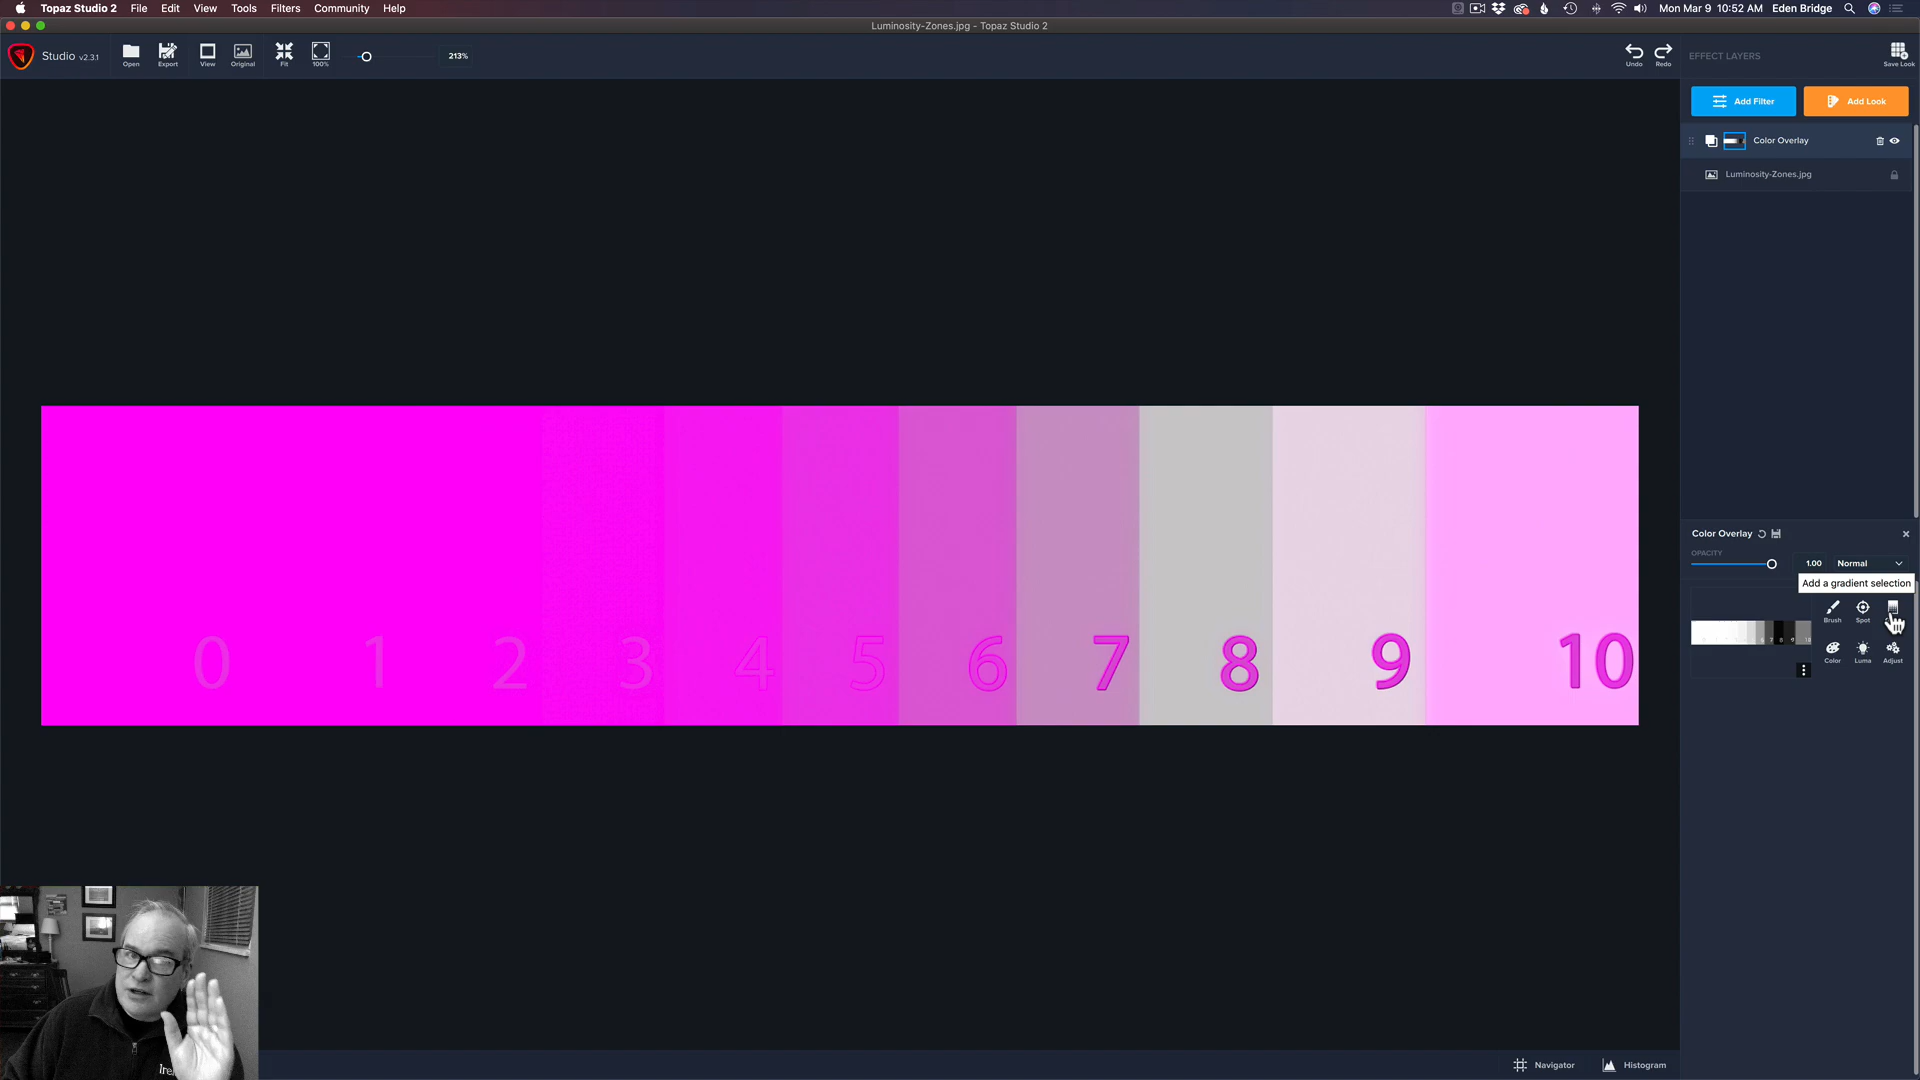 Topaz Studio 2 File Edit View Tools Filters Community Help Mon Mar 9 10:52 AM Eden Bridge
Luminosity-Zones.jpg - Topaz Studio 2
Studio v2.3.1 Open Export View Original Fit 100% 213% Undo Redo EFFECT LAYERS Save Look
Add Filter Add Look
Color Overlay
Luminosity-Zones.jpg
0 1 2 3 4 5 6 7 8 9 10
Color Overlay
OPACITY 1.00 Normal
Add a gradient selection
Brush Spot
Color Luma Adjust
Navigator Histogram